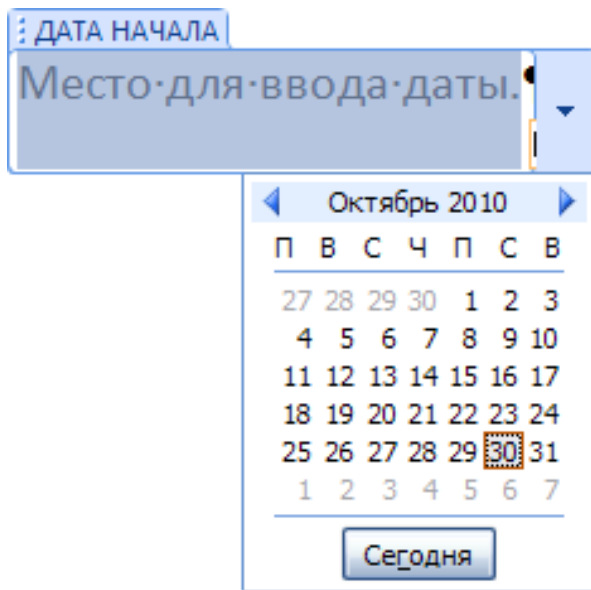 ДАТА НАЧАЛА
Место·для·ввода·даты.
Октябрь 2010
П В С Ч П С В
27 28 29 30 1 2 3
4 5 6 7 8 9 10
11 12 13 14 15 16 17
18 19 20 21 22 23 24
25 26 27 28 29 30 31
1 2 3 4 5 6 7
Сегодня